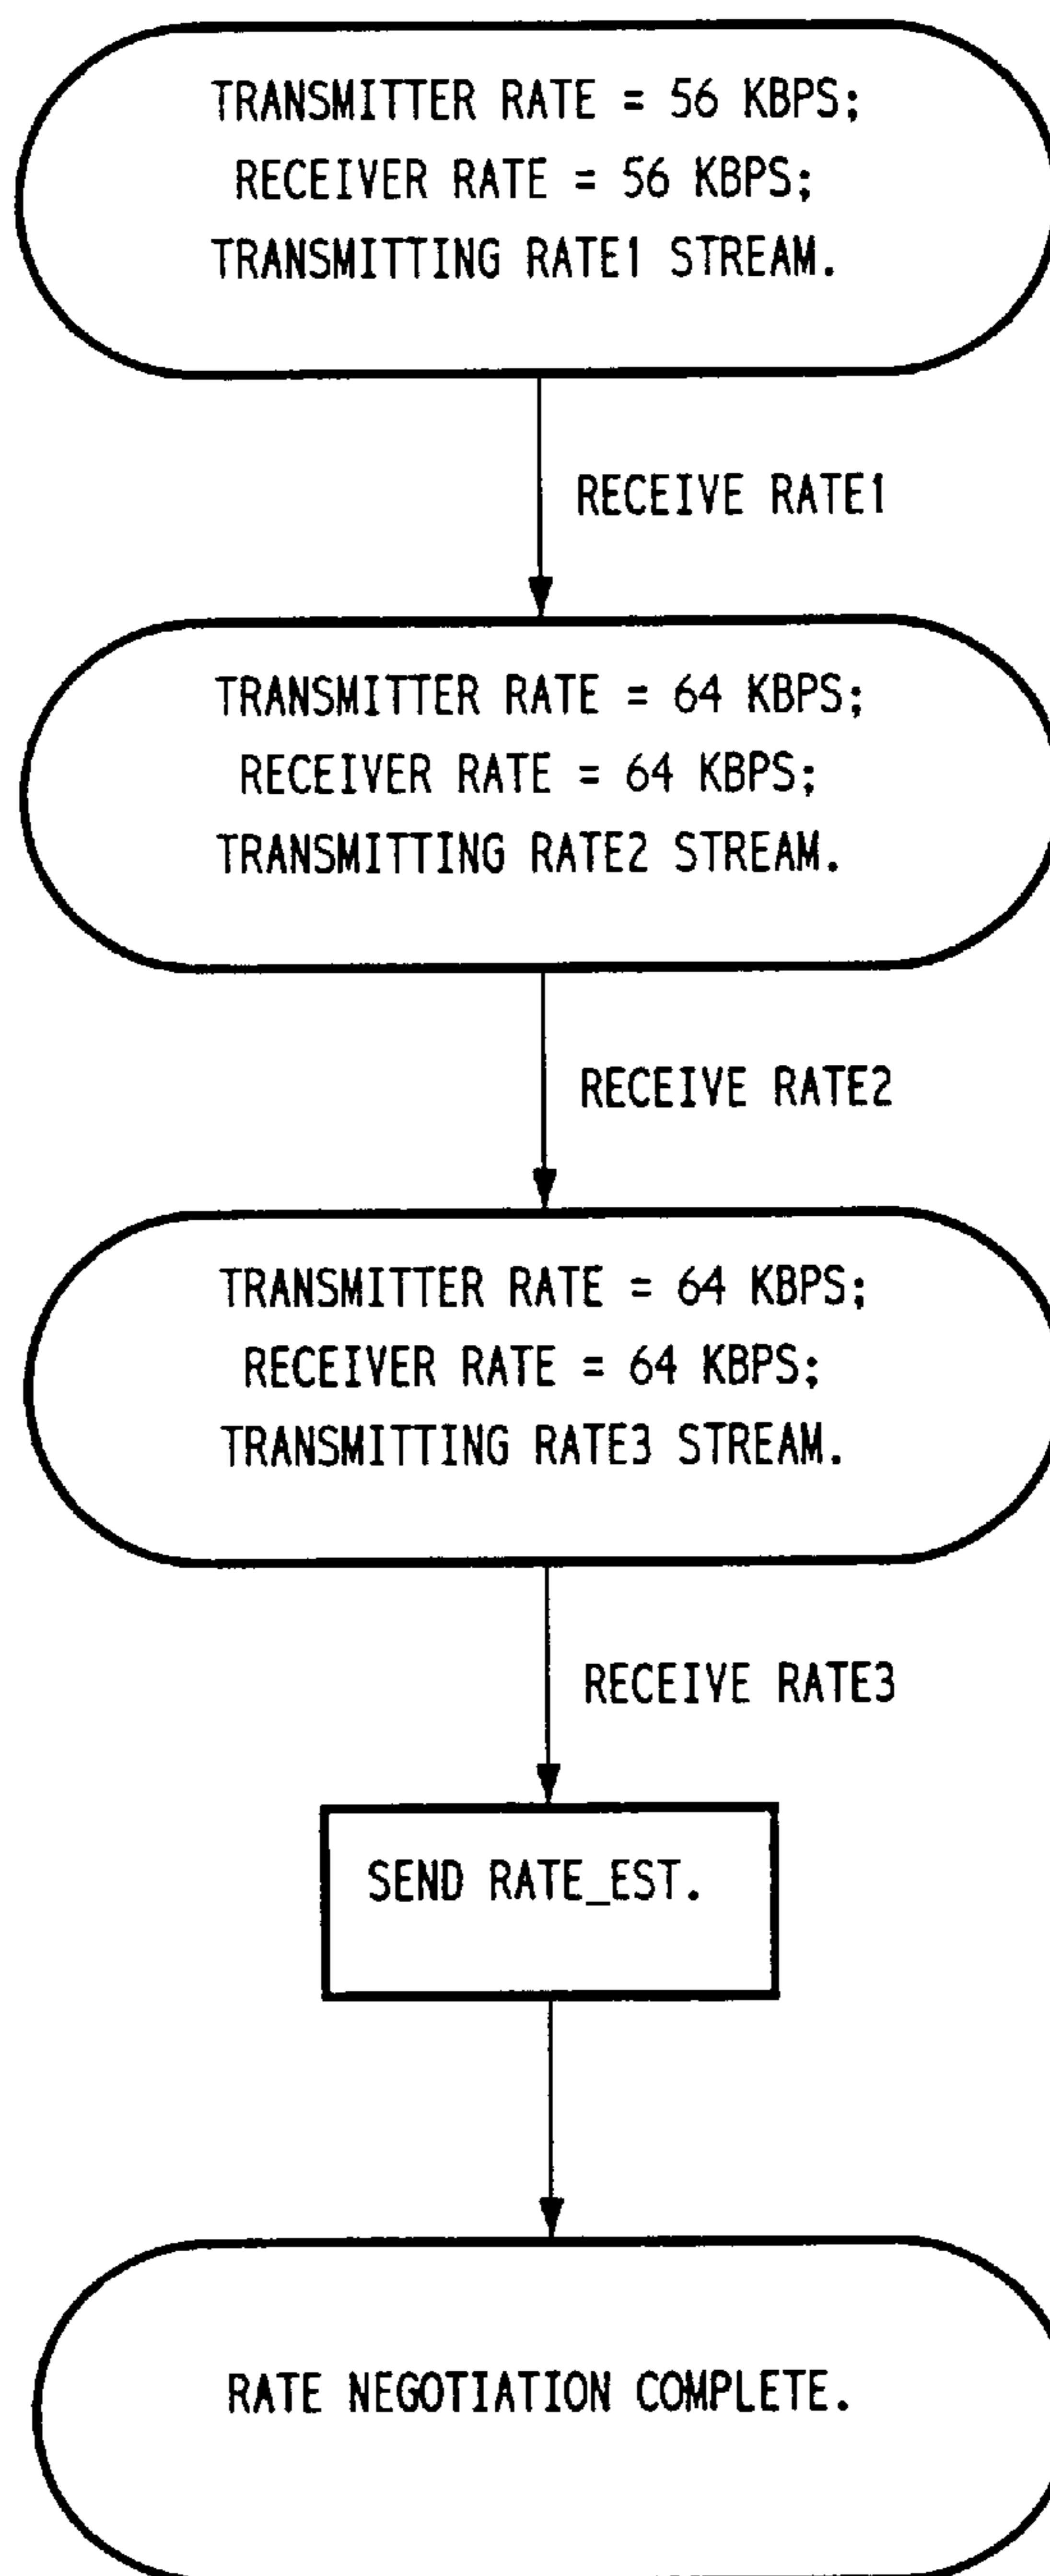 TRANSMITTER RATE = 56 KBPS;
RECEIVER RATE = 56 KBPS;
TRANSMITTING RATE1 STREAM.
RECEIVE RATE1
TRANSMITTER RATE = 64 KBPS;
RECEIVER RATE = 64 KBPS;
TRANSMITTING RATE2 STREAM.
RECEIVE RATE2
TRANSMITTER RATE = 64 KBPS;
RECEIVER RATE = 64 KBPS;
TRANSMITTING RATE3 STREAM.
RECEIVE RATE3
SEND RATE_EST.
RATE NEGOTIATION COMPLETE.